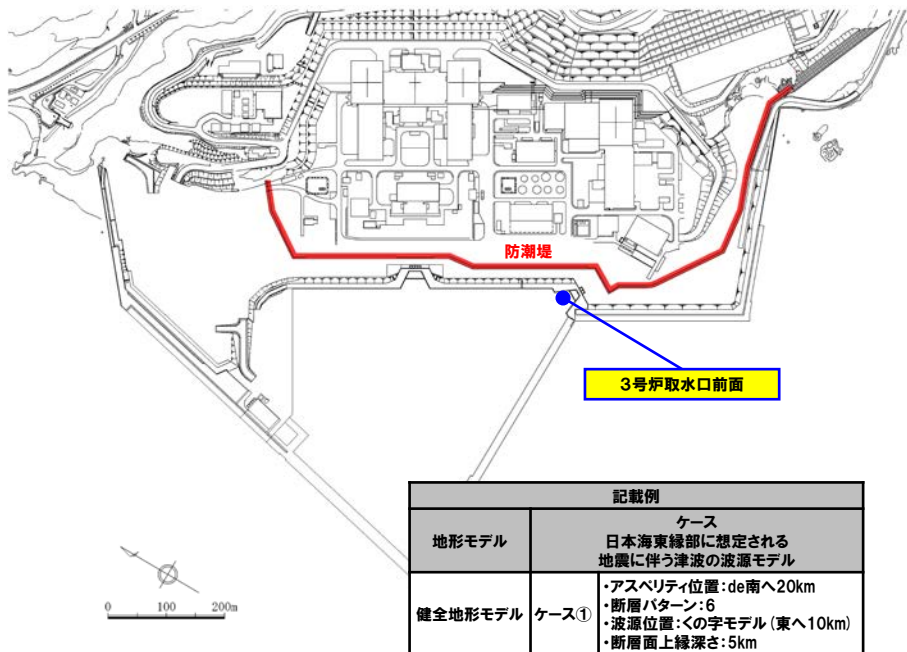 防潮堤
3号炉取水口前面
0 100 200m
記載例
地形モデル
ケース
日本海東縁部に想定される
地震に伴う津波の波源モデル
健全地形モデル
ケース①
・アスペリティ位置:de南へ20km
・断層パターン:6
・波源位置:くの字モデル(東へ10km)
・断層面上縁深さ:5km